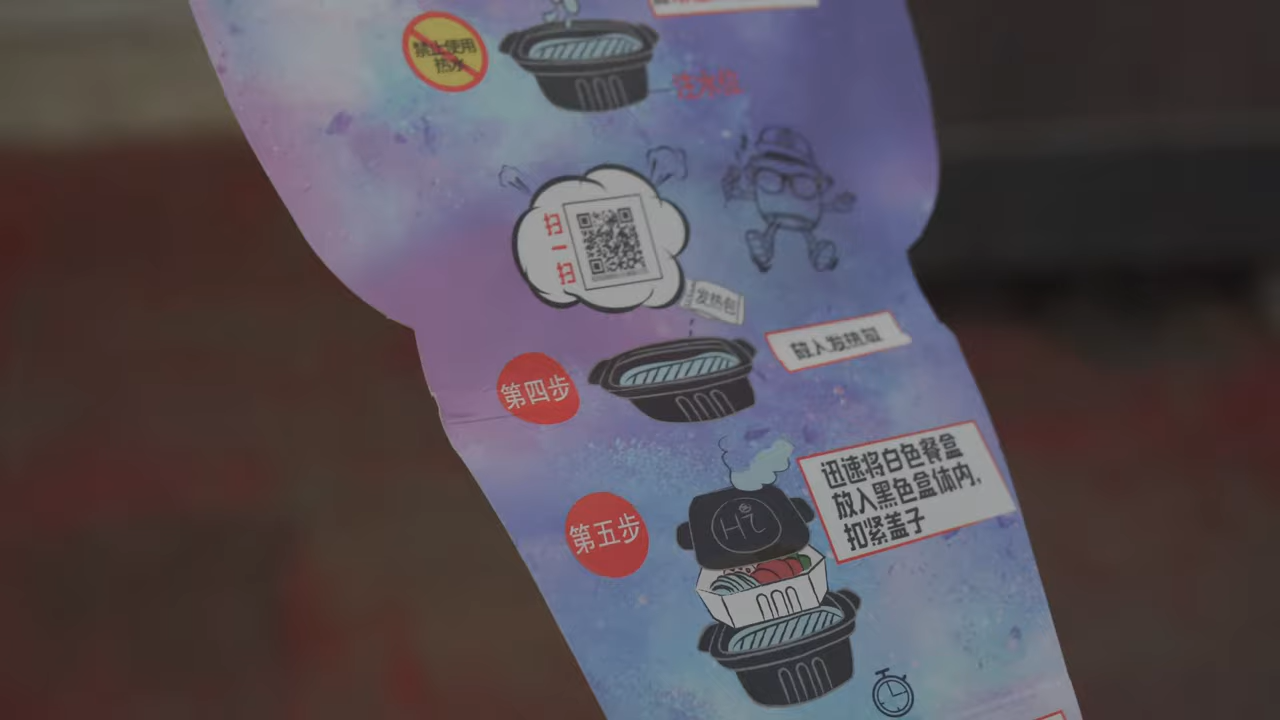 禁止使用
热水
注水位
扫
一
扫
发热包
放入发热包
第四步
迅速将白色餐盒
放入黑色盒体内,
扣紧盖子
第五步